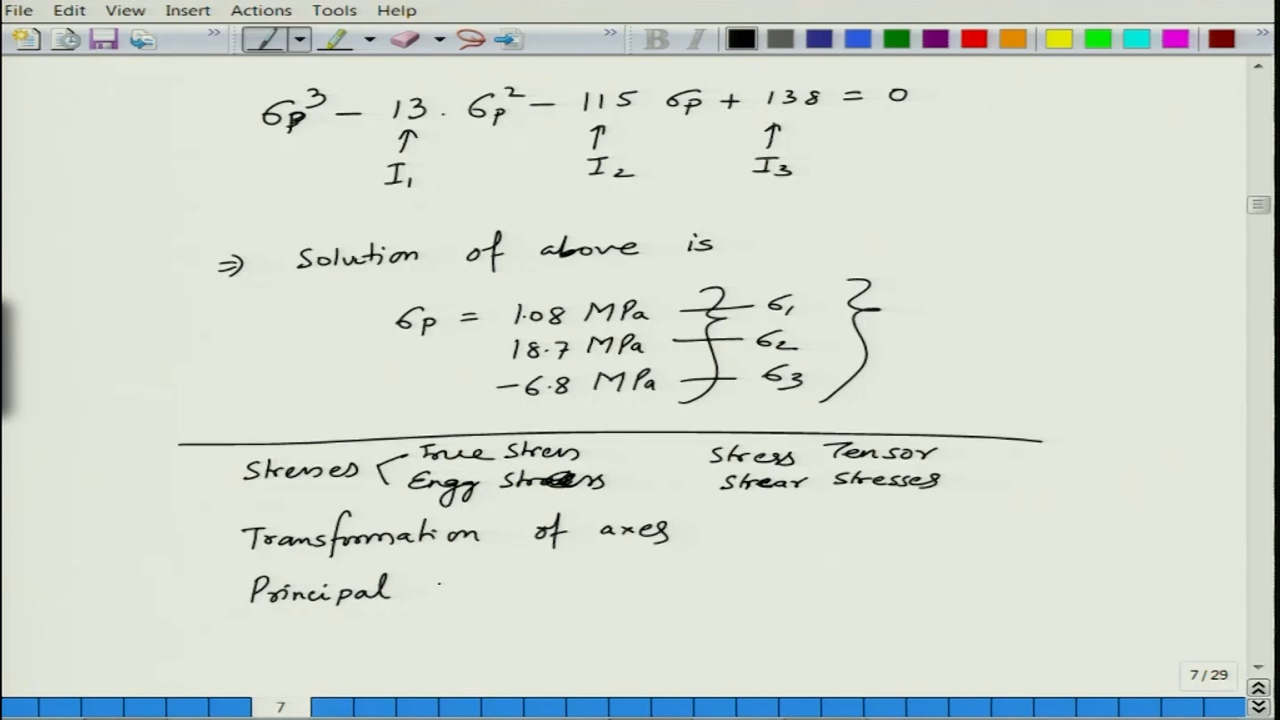 File Edit View Insert Actions Tools Help
B I
σp³ – 13 . σp² – 115 σp + 138 = 0
↑ ↑ ↑
I₁ I₂ I₃
⇒ Solution of above is
σp = 1.08 MPa — σ₁
18.7 MPa — σ₂
–6.8 MPa — σ3
Stresses True Stress Stress Tensor
Engg Stress Strear Stresses
Transformation of axes
Principal
7 / 29
7